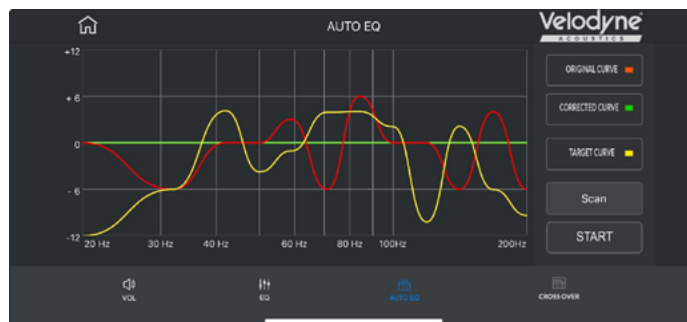 AUTO EQ
Velodyne
ACOUSTICS
+12
+6
0
-6
-12
20 Hz 30 Hz 40 Hz 60 Hz 80 Hz 100Hz 200Hz
ORIGINAL CURVE
CORRECTED CURVE
TARGET CURVE
Scan
START
VOL
EQ
AUTO EQ
CROSS OVER